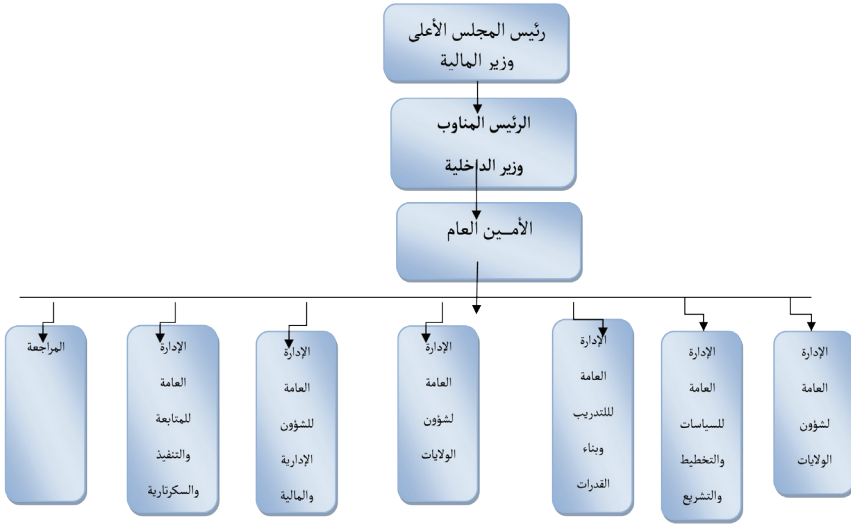 رئيس المجلس الأعلى
وزير المالية
الرئيس المناوب
وزير الداخلية
الأمــين العام
الإدارة
العامة
لشؤون
الولايات
الإدارة
العامة
للسياسات
والتخطيط
والتشريع
الإدارة
العامة
لللتدريب
وبناء
القدرات
الإدارة
العامة
لشؤون
الولايات
الإدارة
العامة
للشؤون
الإدارية
والمالية
الإدارة
العامة
للمتابعة
والتنفيذ
والسكرتارية
المراجعة